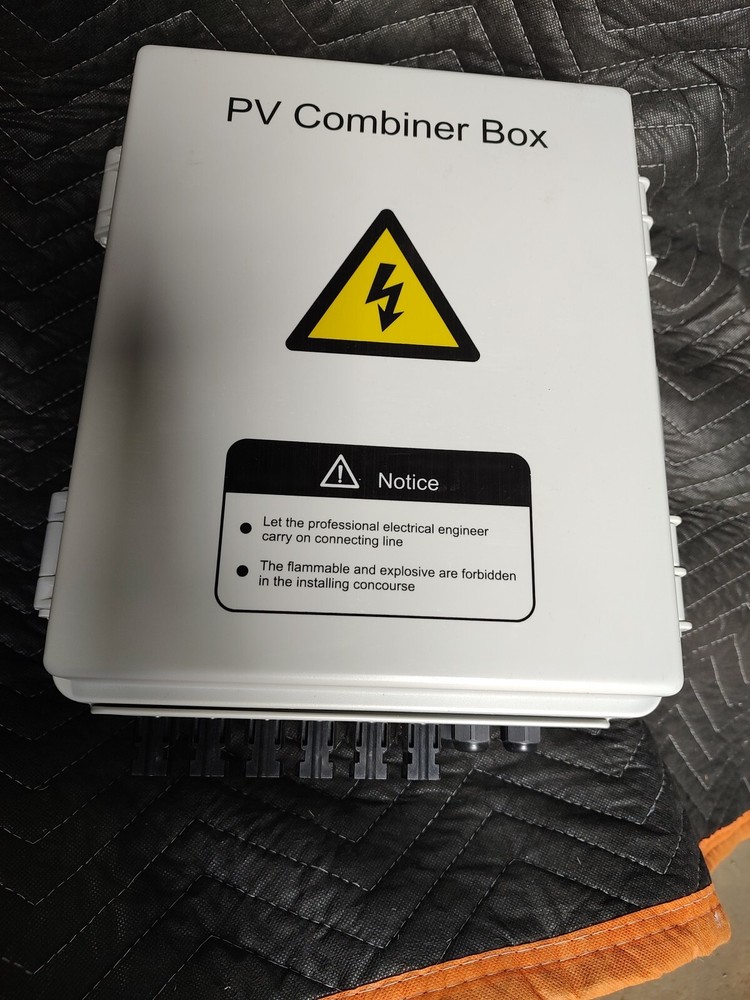 PV Combiner Box
Notice
Let the professional electrical engineer
carry on connecting line
The flammable and explosive are forbidden
in the installing concourse